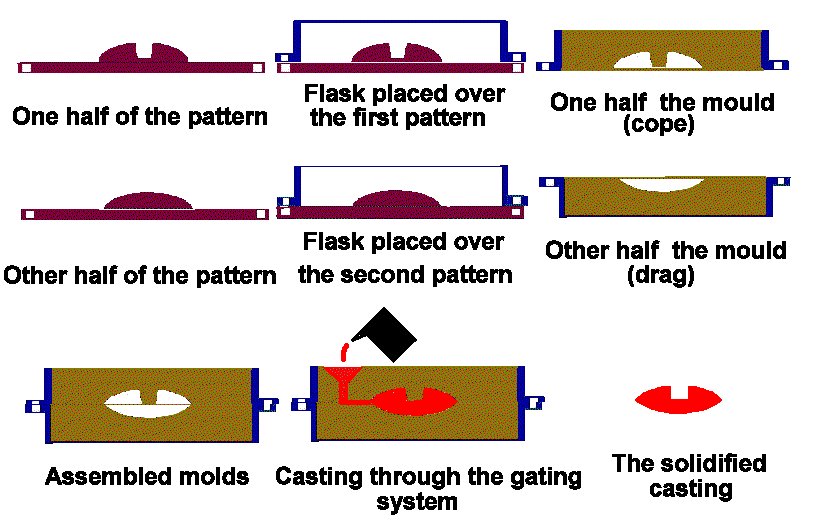 One half of the pattern
Flask placed over
the first pattern
One half the mould
(cope)
Other half of the pattern
Flask placed over
the second pattern
Other half the mould
(drag)
Assembled molds
Casting through the gating
system
The solidified
casting